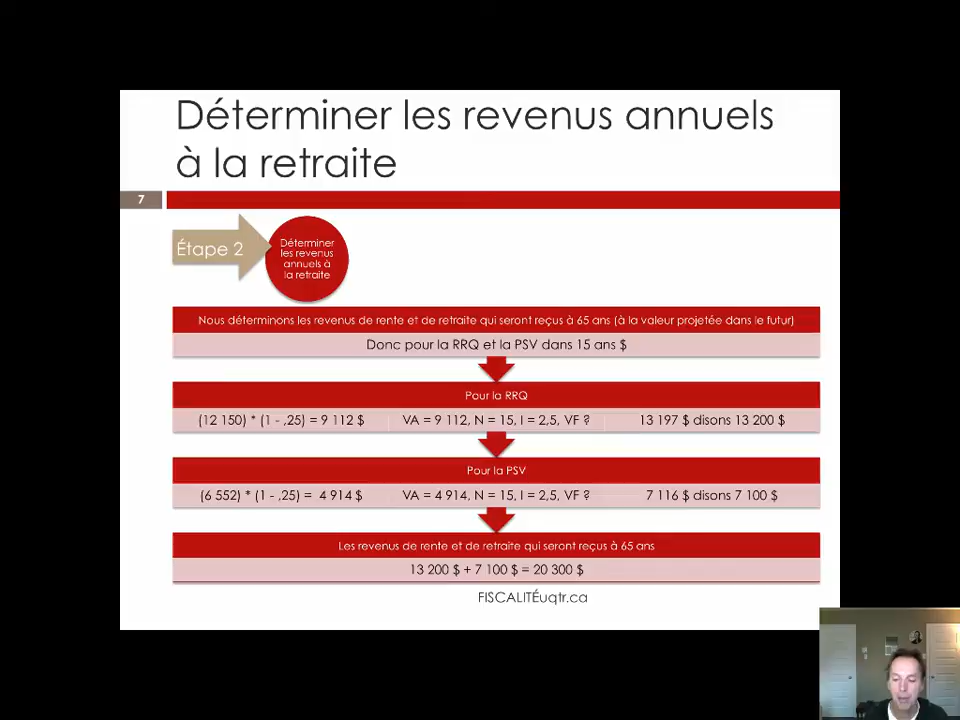 Déterminer les revenus annuels
à la retraite
7
Étape 2
Déterminer
les revenus
annuels à
la retraite
Nous déterminons les revenus de rente et de retraite qui seront reçus à 65 ans (à la valeur projetée dans le futur)
Donc pour la RRQ et la PSV dans 15 ans $
Pour la RRQ
(12 150) * (1 - ,25) = 9 112 $ VA = 9 112, N = 15, I = 2,5, VF ? 13 197 $ disons 13 200 $
Pour la PSV
(6 552) * (1 - ,25) = 4 914 $ VA = 4 914, N = 15, I = 2,5, VF ? 7 116 $ disons 7 100 $
Les revenus de rente et de retraite qui seront reçus à 65 ans
13 200 $ + 7 100 $ = 20 300 $
FISCALITÉuqtr.ca